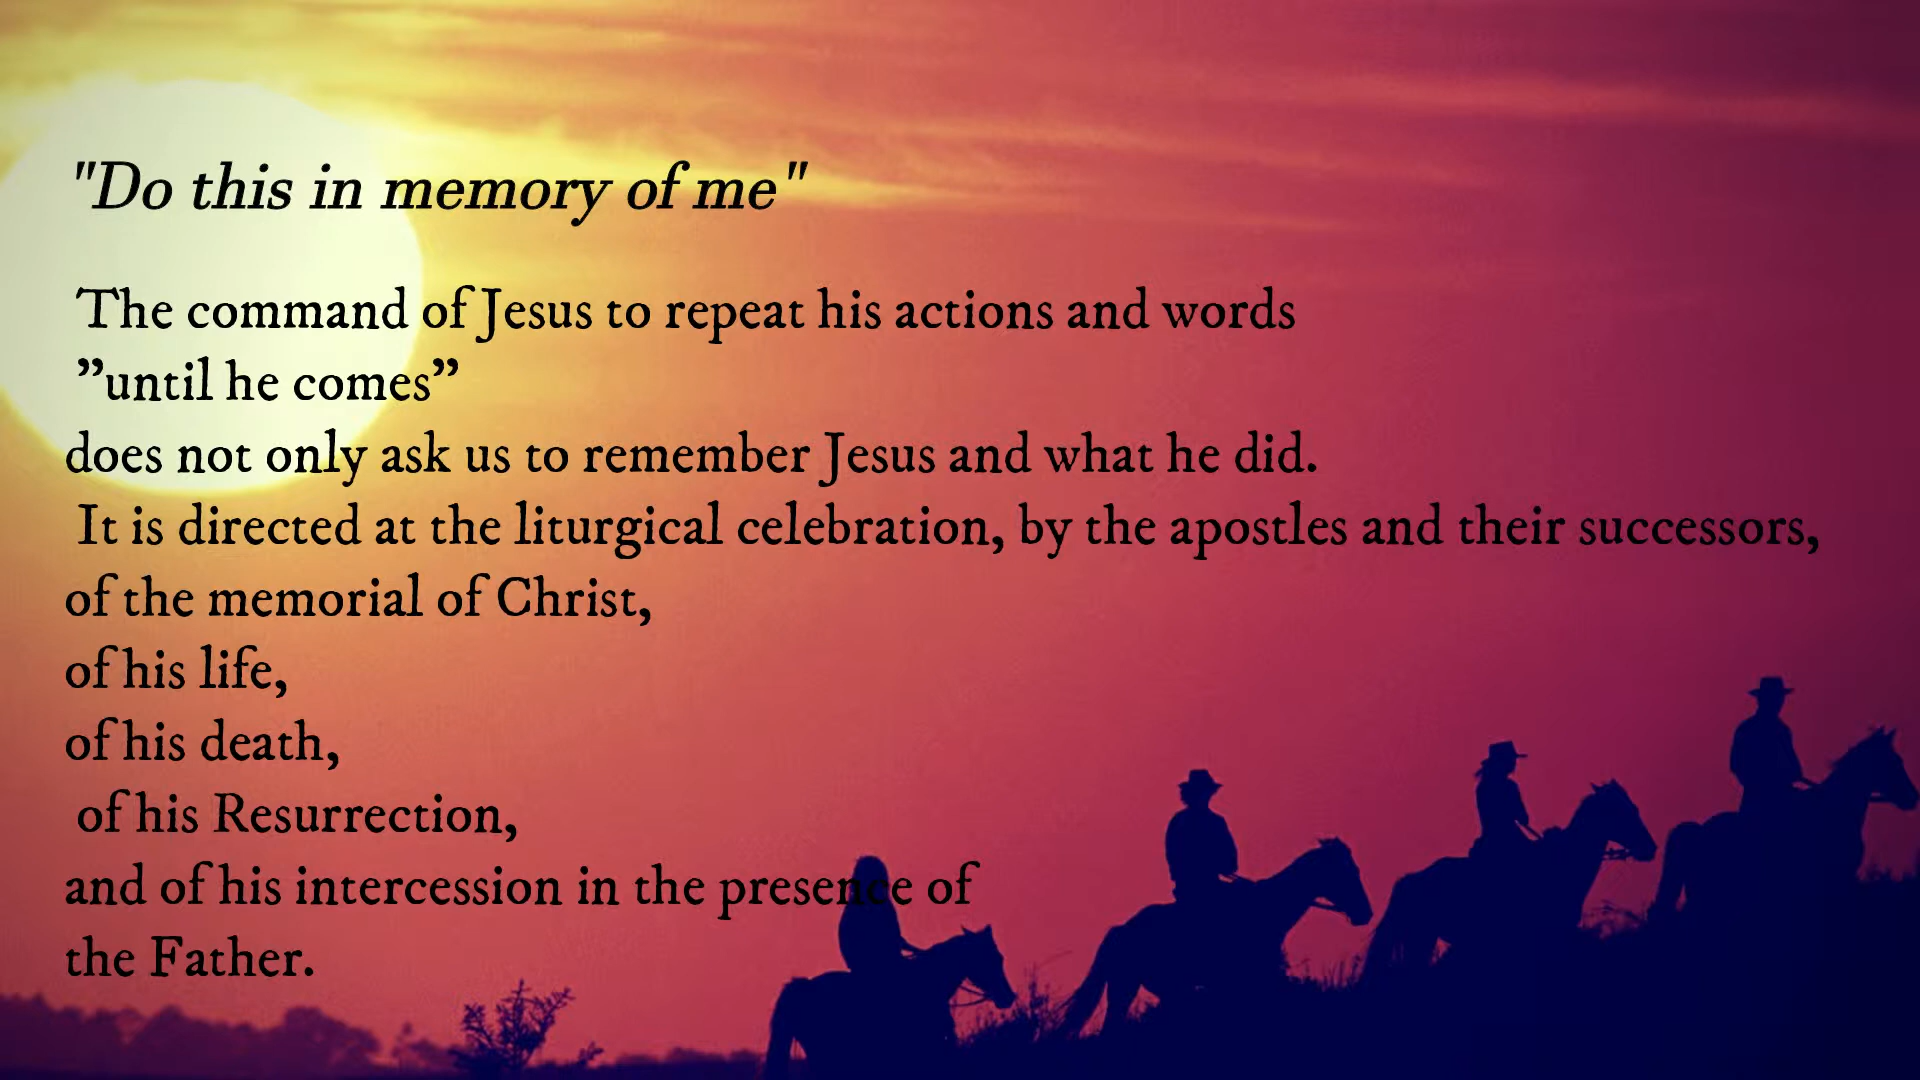 "Do this in memory of me"
The command of Jesus to repeat his actions and words
”until he comes”
does not only ask us to remember Jesus and what he did.
It is directed at the liturgical celebration, by the apostles and their successors,
of the memorial of Christ,
of his life,
of his death,
of his Resurrection,
and of his intercession in the presence of
the Father.